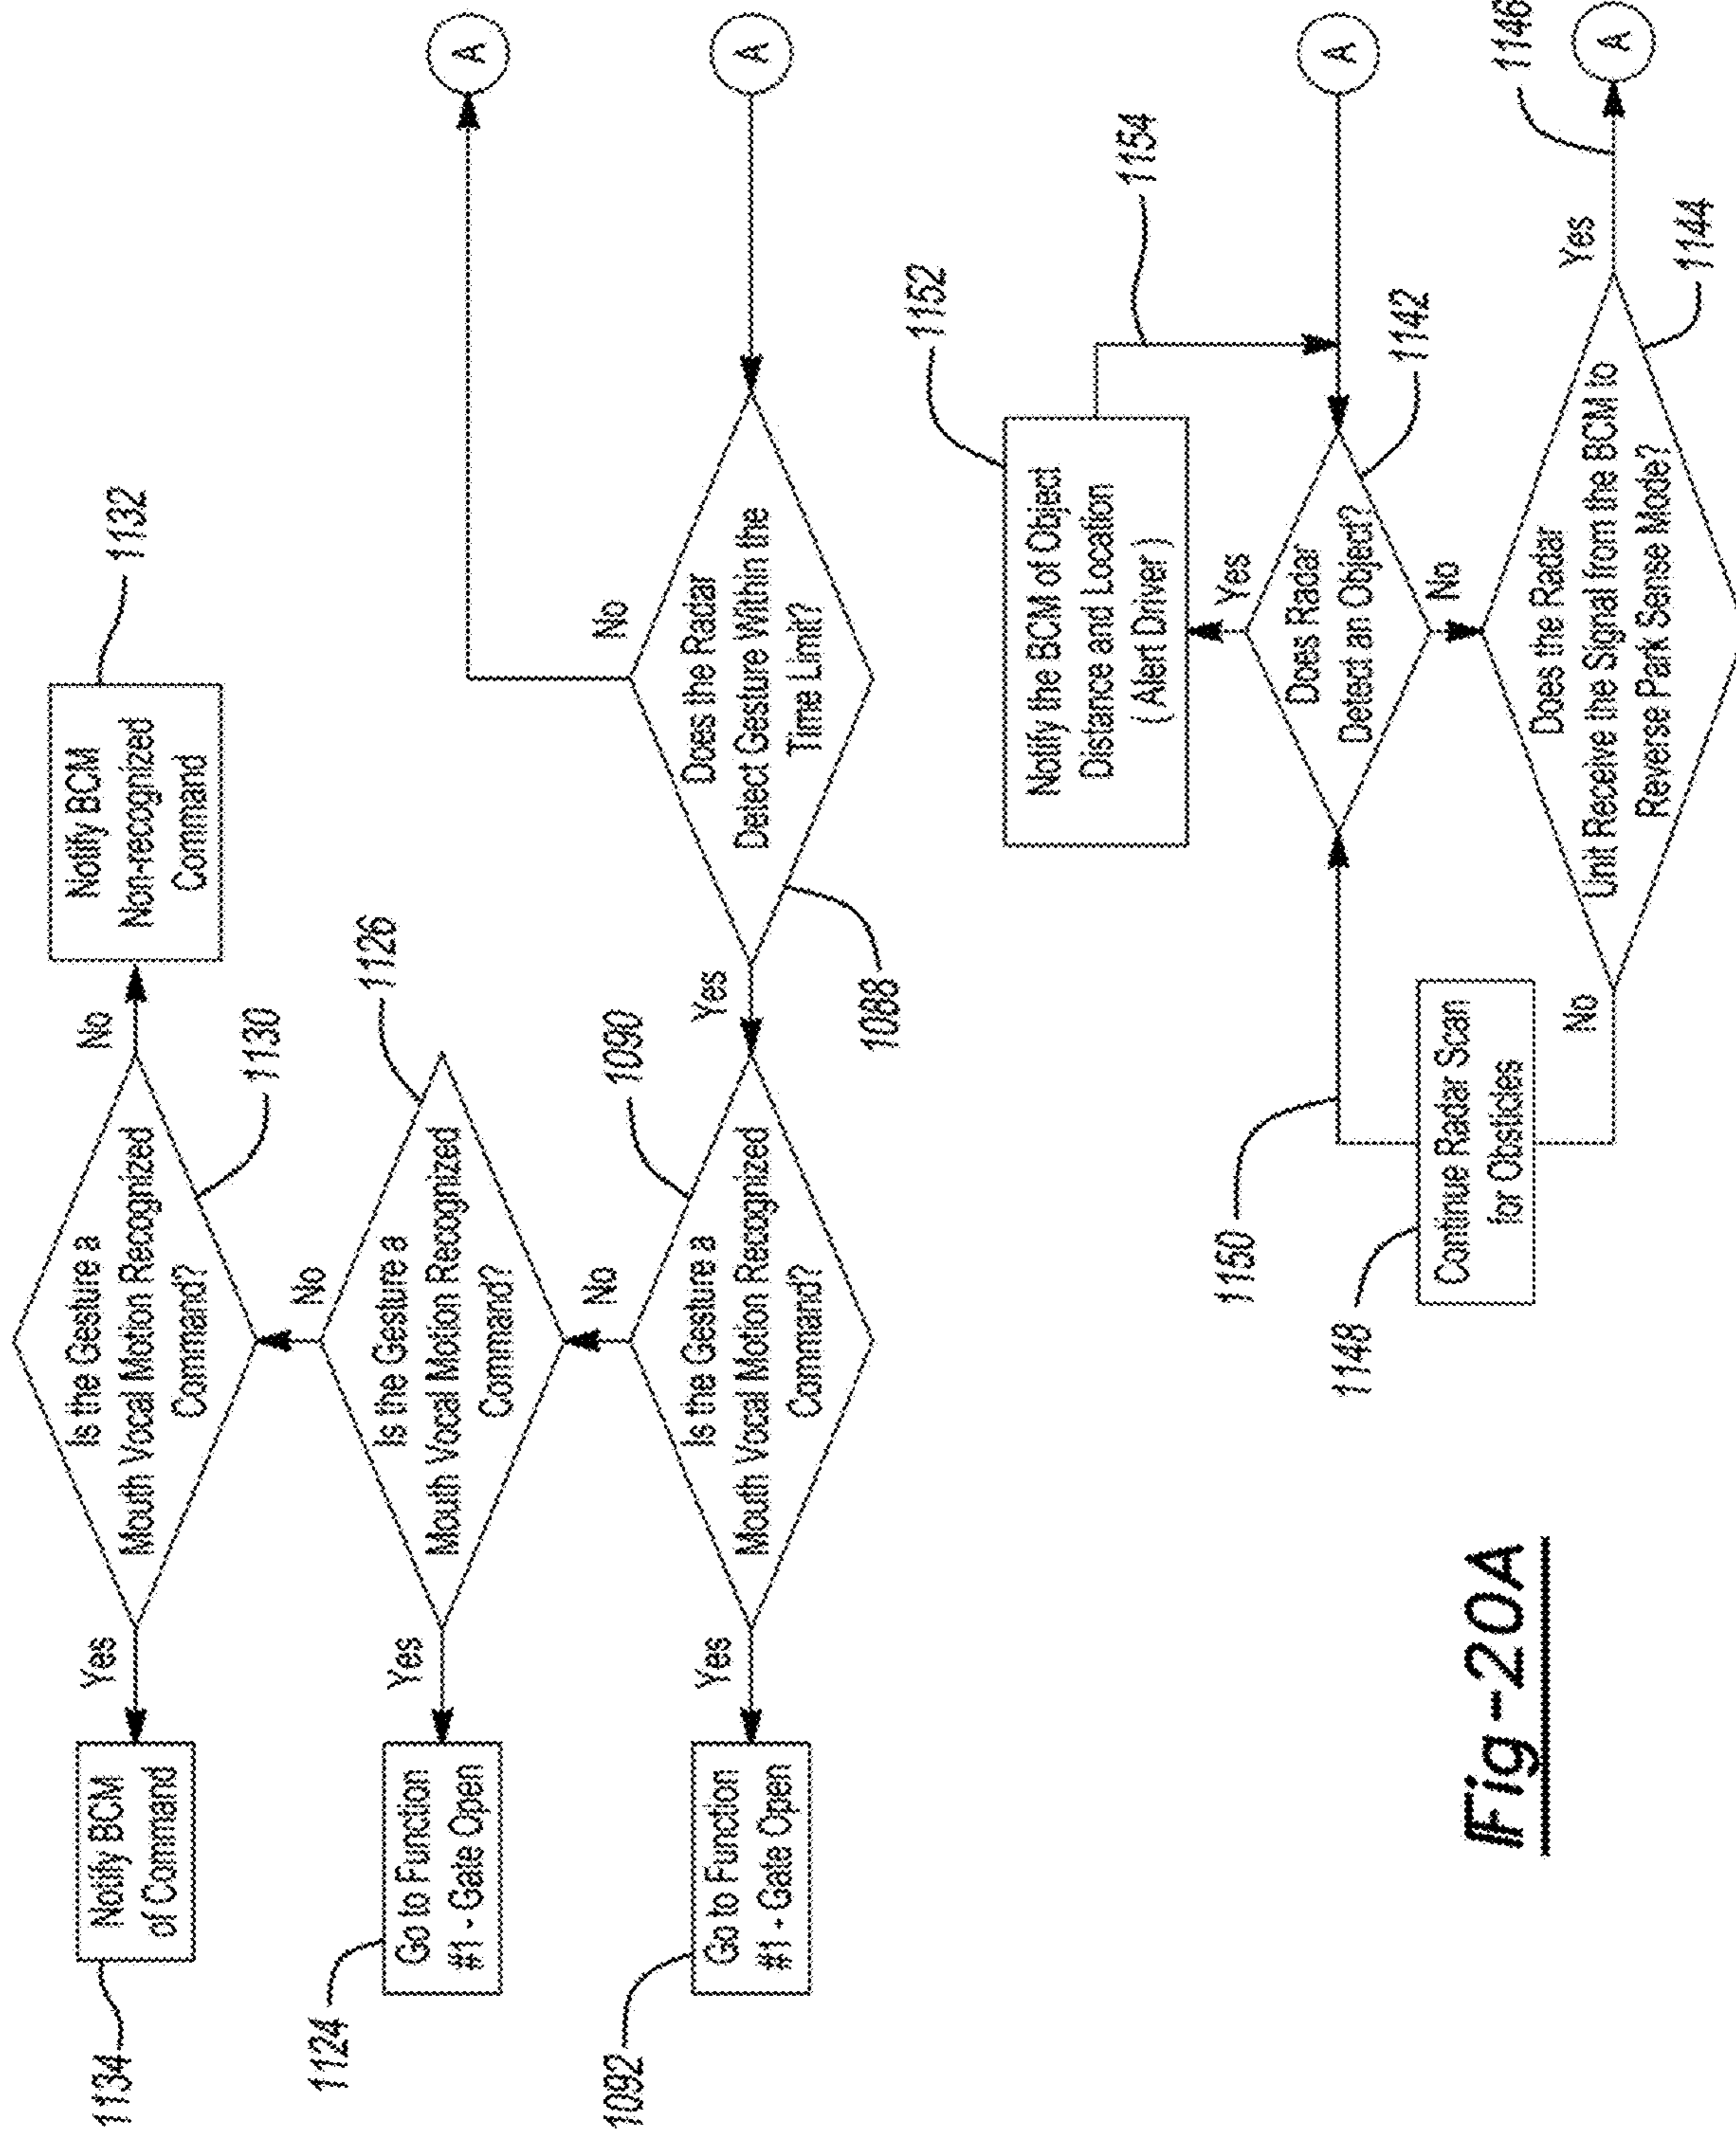 1134
Notify BCM
of Command
Yes
Is the Gesture a
Mouth Vocal Motion Recognized
Command?
1130
No
Notify BCM
Non-recognized
Command
1132
1124
Go to Function
#1 - Gate Open
Yes
No
Is the Gesture a
Mouth Vocal Motion Recognized
Command?
1126
A
1092
Go to Function
#1 - Gate Open
Yes
No
Is the Gesture a
Mouth Vocal Motion Recognized
Command?
1090
Yes
1088
Does the Radar
Detect Gesture Within the
Time Limit?
No
A
1152
Notify the BCM of Object
Distance and Location
( Alert Driver )
1154
Yes
1150
Does Radar
Deted an Object?
1142
A
No
1148
Continue Radar Scan
for Obsticles
No
Does the Radar
Unit Receive the Signal from the BCM to
Reverse Park Sense Mode?
1144
Yes
1146
A
Fig-20A